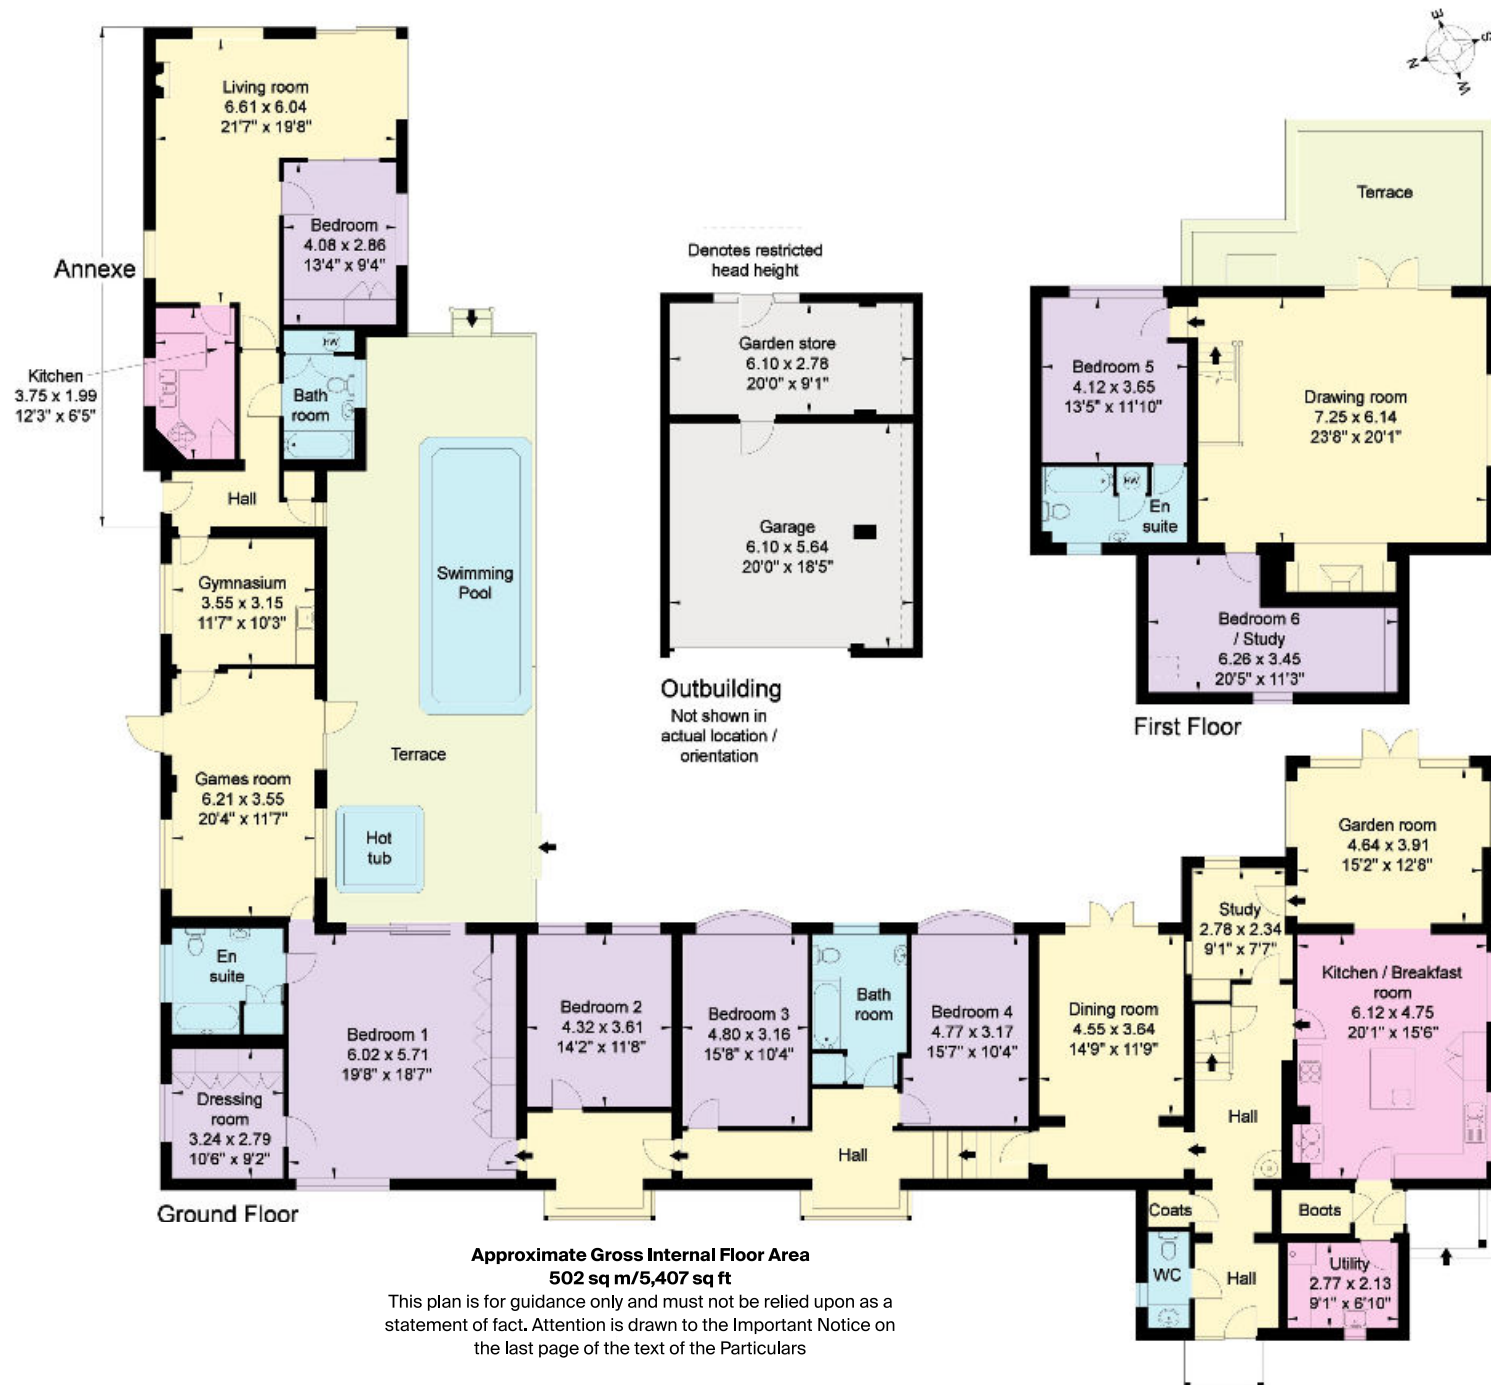 Living room
6.61 x 6.04
21'7" x 19'8"
Bedroom
4.08 x 2.86
13'4" x 9'4"
Annexe
Kitchen
3.75 x 1.99
12'3" x 6'5"
HW
Bath
room
Hall
Gymnasium
3.55 x 3.15
11'7" x 10'3"
Swimming
Pool
Games room
6.21 x 3.55
20'4" x 11'7"
Terrace
Hot
tub
Denotes restricted
head height
Garden store
6.10 x 2.78
20'0" x 9'1"
Garage
6.10 x 5.64
20'0" x 18'5"
Outbuilding
Not shown in
actual location /
orientation
E
N
W
Terrace
Bedroom 5
4.12 x 3.65
13'5" x 11'10"
Drawing room
7.25 x 6.14
23'8" x 20'1"
HW
En
suite
Bedroom 6
/ Study
6.26 x 3.45
20'5" x 11'3"
First Floor
Garden room
4.64 x 3.91
15'2" x 12'8"
Study
2.78 x 2.34
9'1" x 7'7"
Kitchen / Breakfast
room
6.12 x 4.75
20'1" x 15'6"
En
suite
Bedroom 1
6.02 x 5.71
19'8" x 18'7"
Dressing
room
3.24 x 2.79
10'6" x 9'2"
Bedroom 2
4.32 x 3.61
14'2" x 11'8"
Bedroom 3
4.80 x 3.16
15'8" x 10'4"
Bath
room
Bedroom 4
4.77 x 3.17
15'7" x 10'4"
Dining room
4.55 x 3.64
14'9" x 11'9"
Hall
Hall
Coats
Boots
WC
Hall
Utility
2.77 x 2.13
9'1" x 6'10"
Ground Floor
Approximate Gross Internal Floor Area
502 sq m/5,407 sq ft
This plan is for guidance only and must not be relied upon as a
statement of fact. Attention is drawn to the Important Notice on
the last page of the text of the Particulars